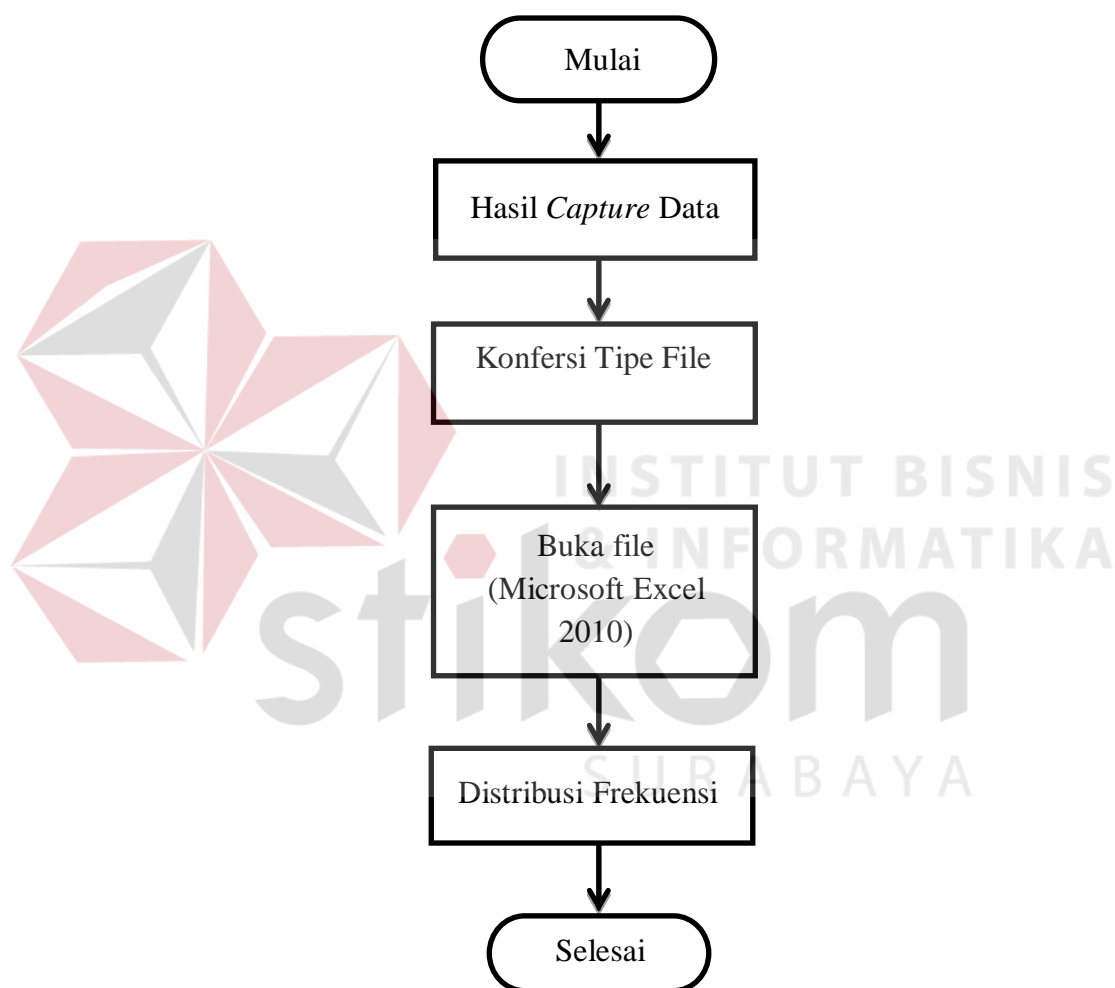 Mulai
Hasil Capture Data
Konfersi Tipe File
INSTITUT BISNIS
& INFORMATIKA
Buka file
(Microsoft Excel
2010)
stikom
SURABAYA
Distribusi Frekuensi
Selesai